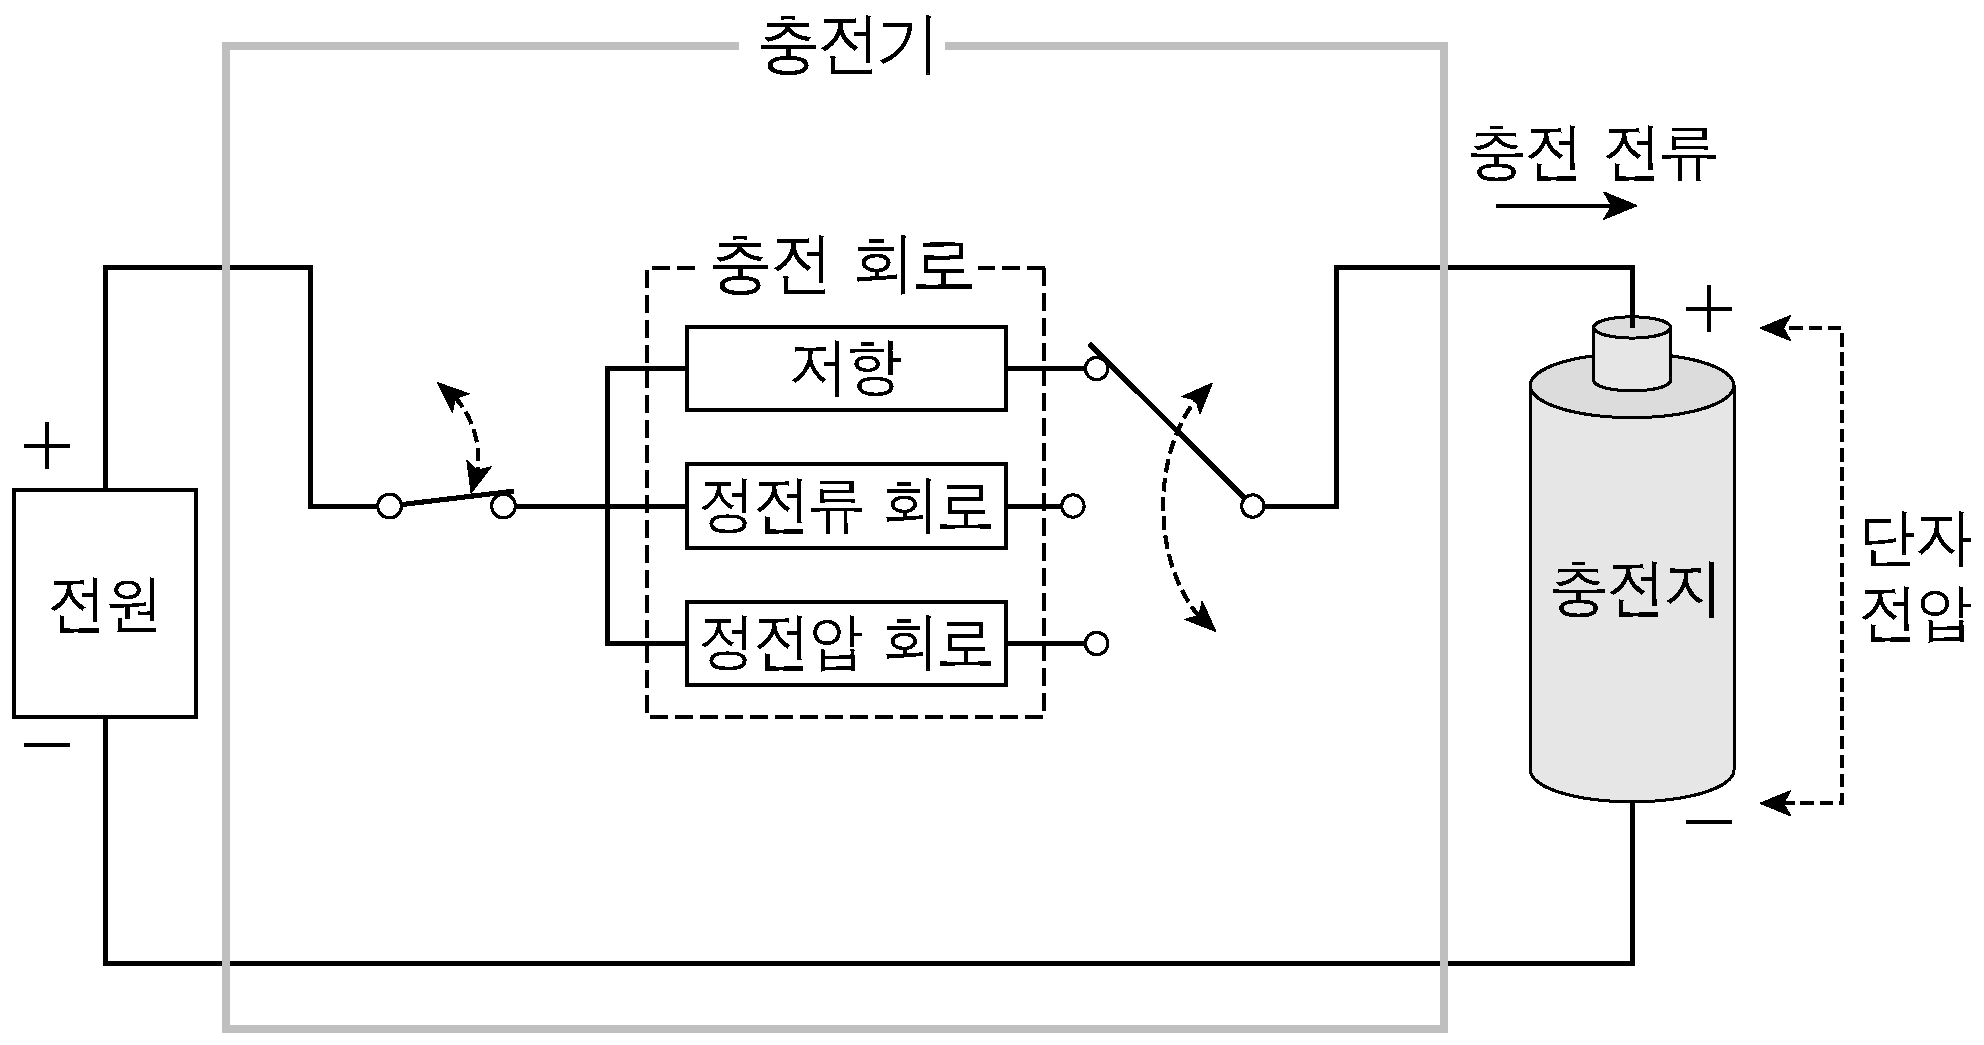 충전기
충전 전류
충전 회로
저항
정전류 회로
정전압 회로
+
전원
−
+
충전지
−
단자
전압